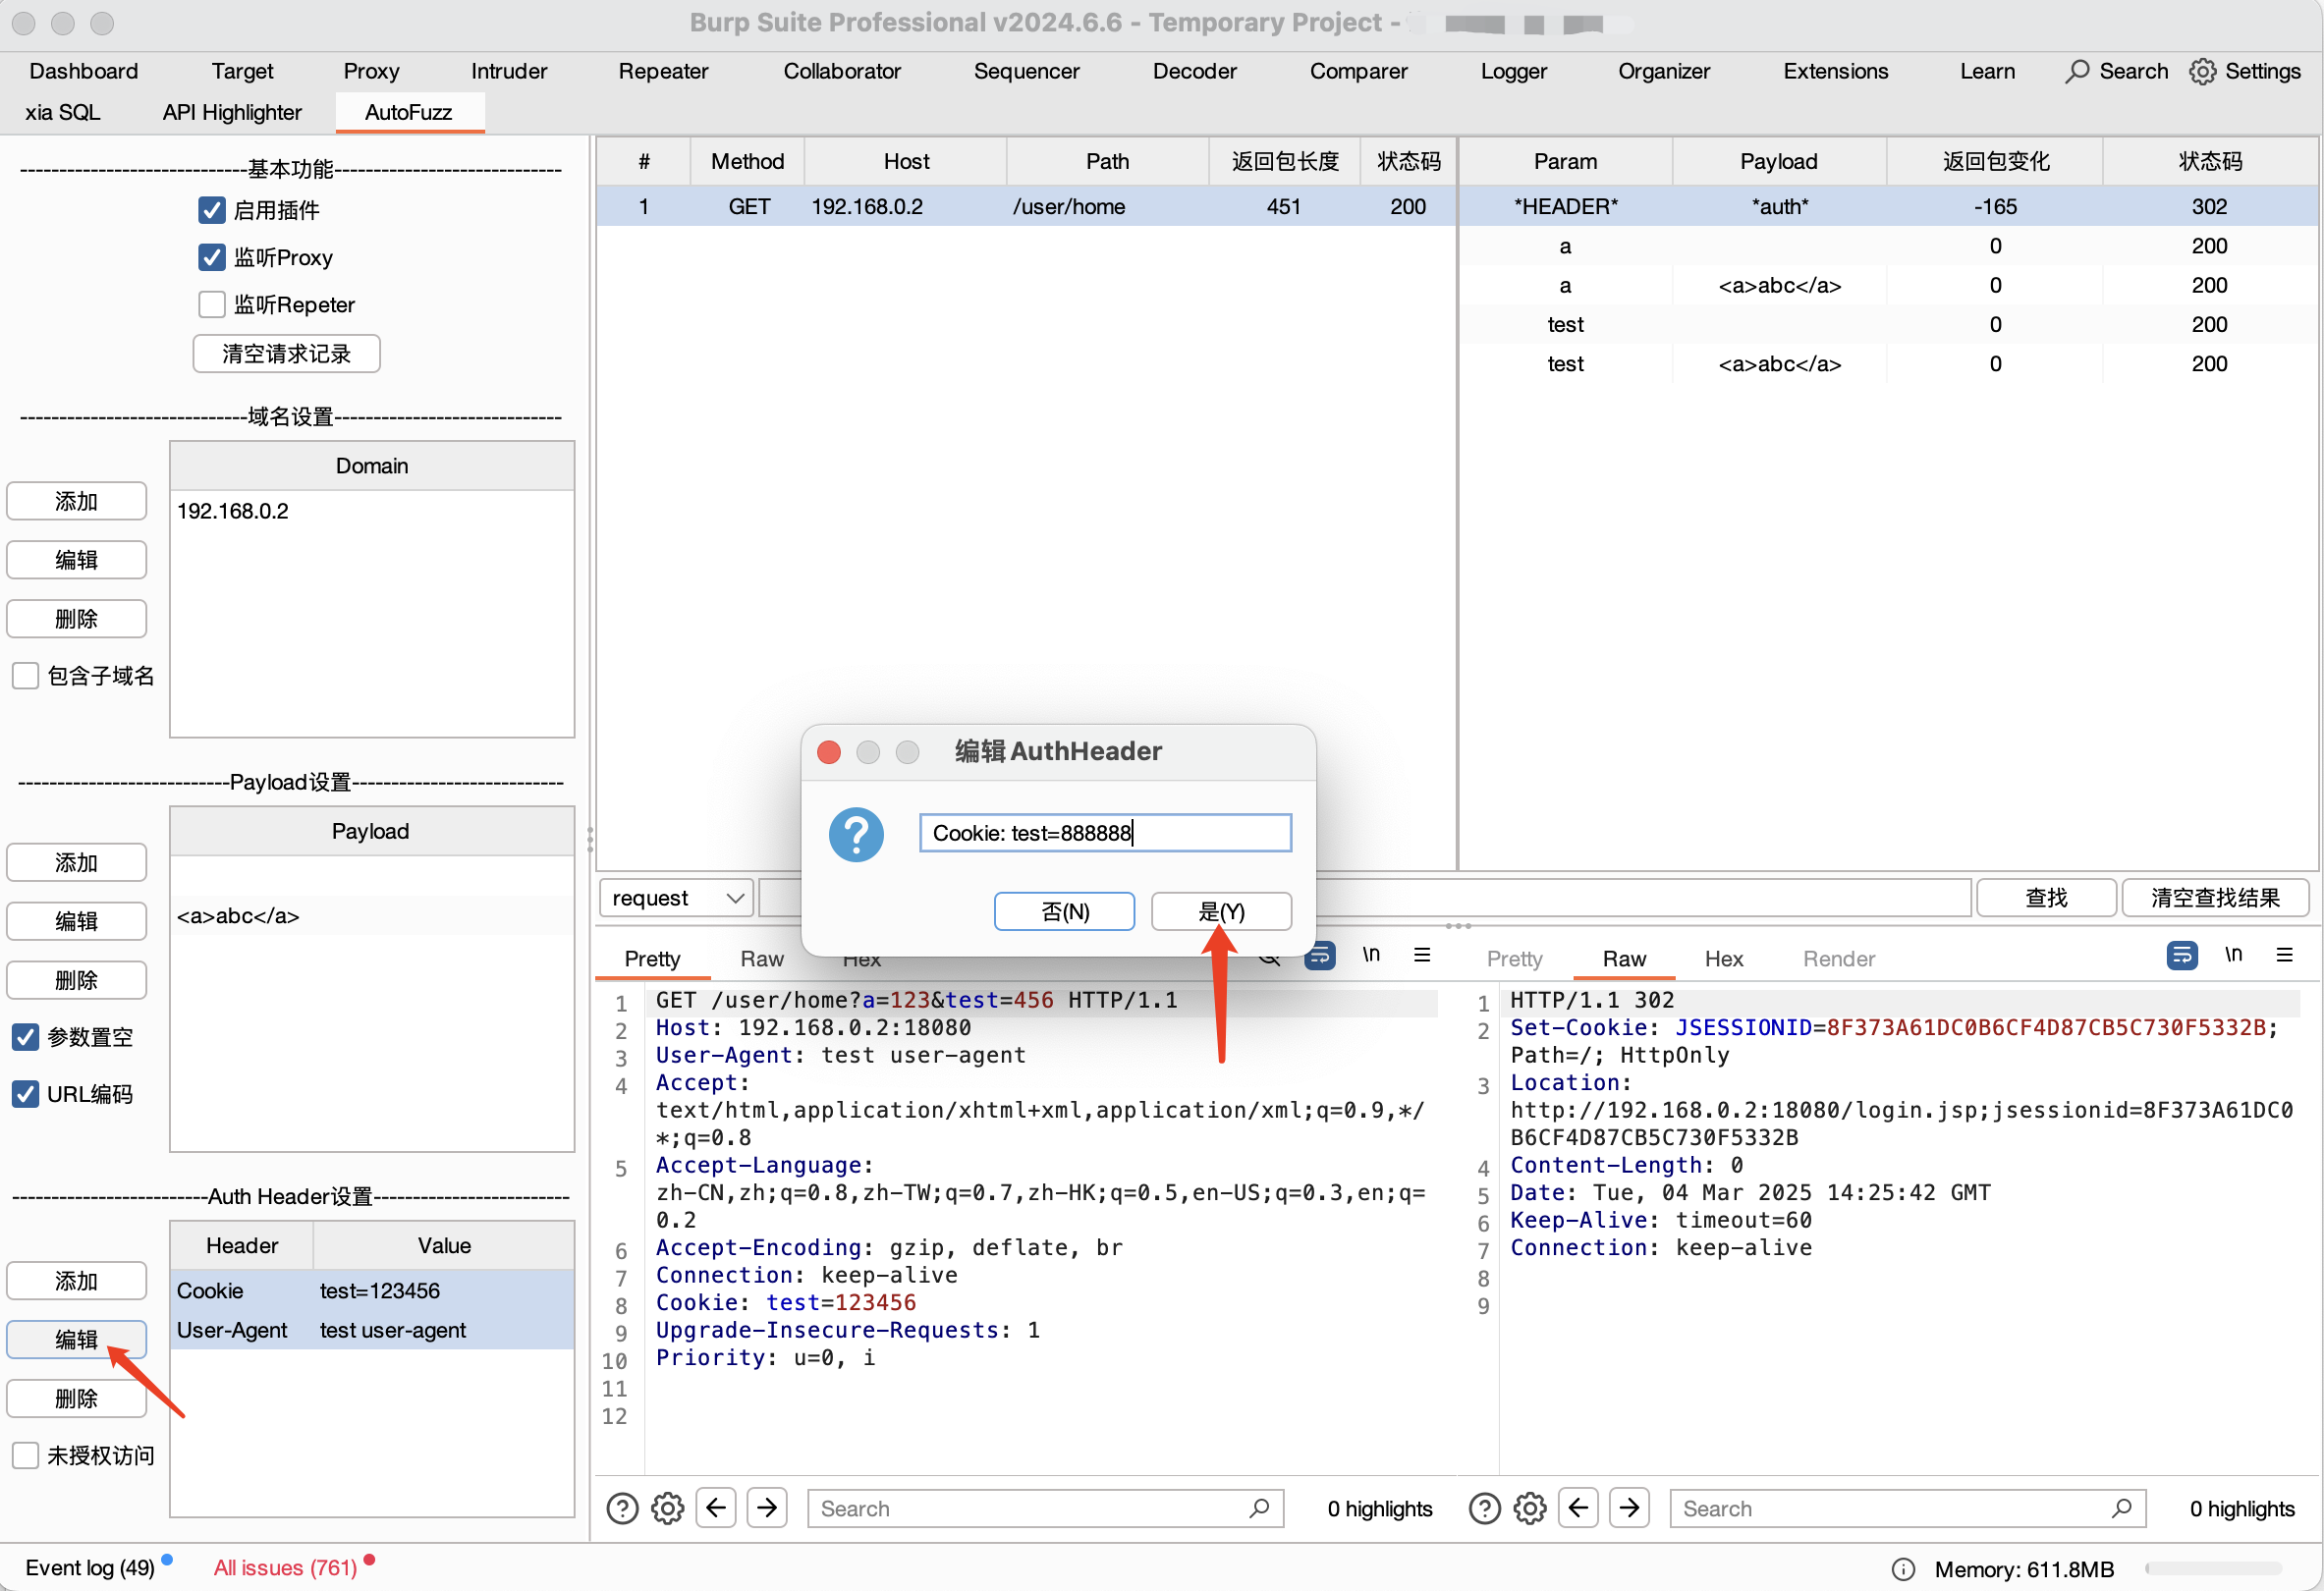 Burp Suite Professional v2024.6.6 - Temporary Project -
Dashboard Target Proxy Intruder Repeater Collaborator Sequencer Decoder Comparer Logger Organizer Extensions Learn Search Settings
xia SQL API Highlighter AutoFuzz
-----------------------------基本功能-----------------------------
启用插件
监听Proxy
监听Repeter
清空请求记录
-----------------------------域名设置-----------------------------
Domain
192.168.0.2
添加
编辑
删除
包含子域名
---------------------------Payload设置---------------------------
Payload
<a>abc</a>
添加
编辑
删除
参数置空
URL编码
-------------------------Auth Header设置-------------------------
Header Value
Cookie test=123456
User-Agent test user-agent
添加
编辑
删除
未授权访问
# Method Host Path 返回包长度 状态码
1 GET 192.168.0.2 /user/home 451 200
Param Payload 返回包变化 状态码
*HEADER* *auth* -165 302
a 0 200
a <a>abc</a> 0 200
test 0 200
test <a>abc</a> 0 200
编辑 AuthHeader
?
Cookie: test=888888
否(N) 是(Y)
request 查找 清空查找结果
Pretty Raw Hex \n
1 GET /user/home?a=123&test=456 HTTP/1.1
2 Host: 192.168.0.2:18080
3 User-Agent: test user-agent
4 Accept:
text/html,application/xhtml+xml,application/xml;q=0.9,*/
*;q=0.8
5 Accept-Language:
zh-CN,zh;q=0.8,zh-TW;q=0.7,zh-HK;q=0.5,en-US;q=0.3,en;q=
0.2
6 Accept-Encoding: gzip, deflate, br
7 Connection: keep-alive
8 Cookie: test=123456
9 Upgrade-Insecure-Requests: 1
10 Priority: u=0, i
11
12
Search 0 highlights
Pretty Raw Hex Render \n
1 HTTP/1.1 302
2 Set-Cookie: JSESSIONID=8F373A61DC0B6CF4D87CB5C730F5332B;
Path=/; HttpOnly
3 Location:
http://192.168.0.2:18080/login.jsp;jsessionid=8F373A61DC0
B6CF4D87CB5C730F5332B
4 Content-Length: 0
5 Date: Tue, 04 Mar 2025 14:25:42 GMT
6 Keep-Alive: timeout=60
7 Connection: keep-alive
8
9
Search 0 highlights
Event log (49) All issues (761) Memory: 611.8MB